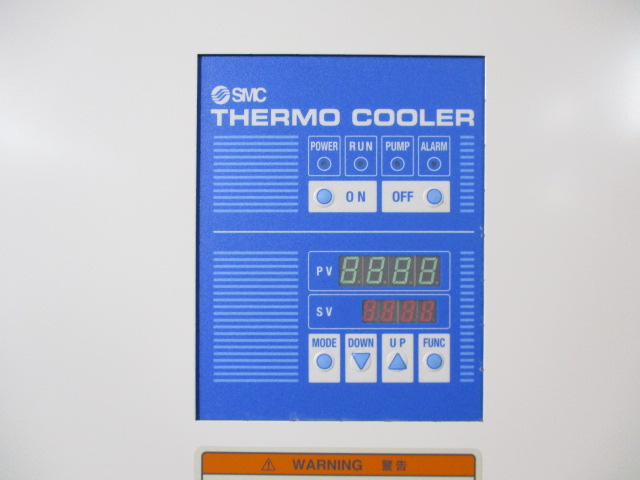 SMC
THERMO COOLER
POWER RUN PUMP ALARM
ON OFF
PV 8.8.8.8
SV 8.8.8.8
MODE DOWN UP FUNC
⚠ WARNING 警告